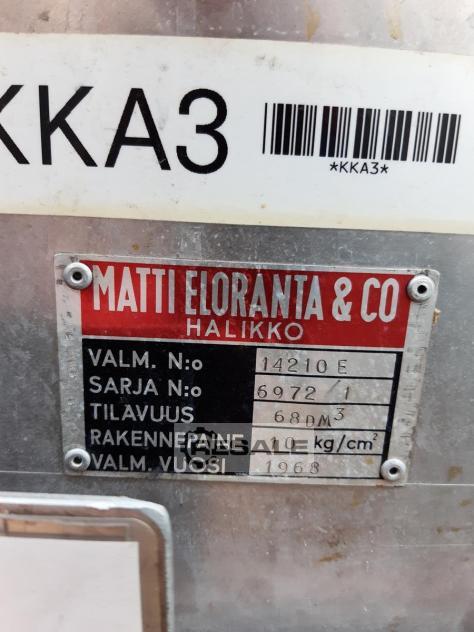 KKA3
*KKA3*
MATTI ELORANTA & CO
HALIKKO
VALM. N:o 14210 E
SARJA N:o 6972 / 1
TILAVUUS 68 DM³
RAKENNEPAINE 10 kg/cm²
VALM. VUOSI 1968
RESALE